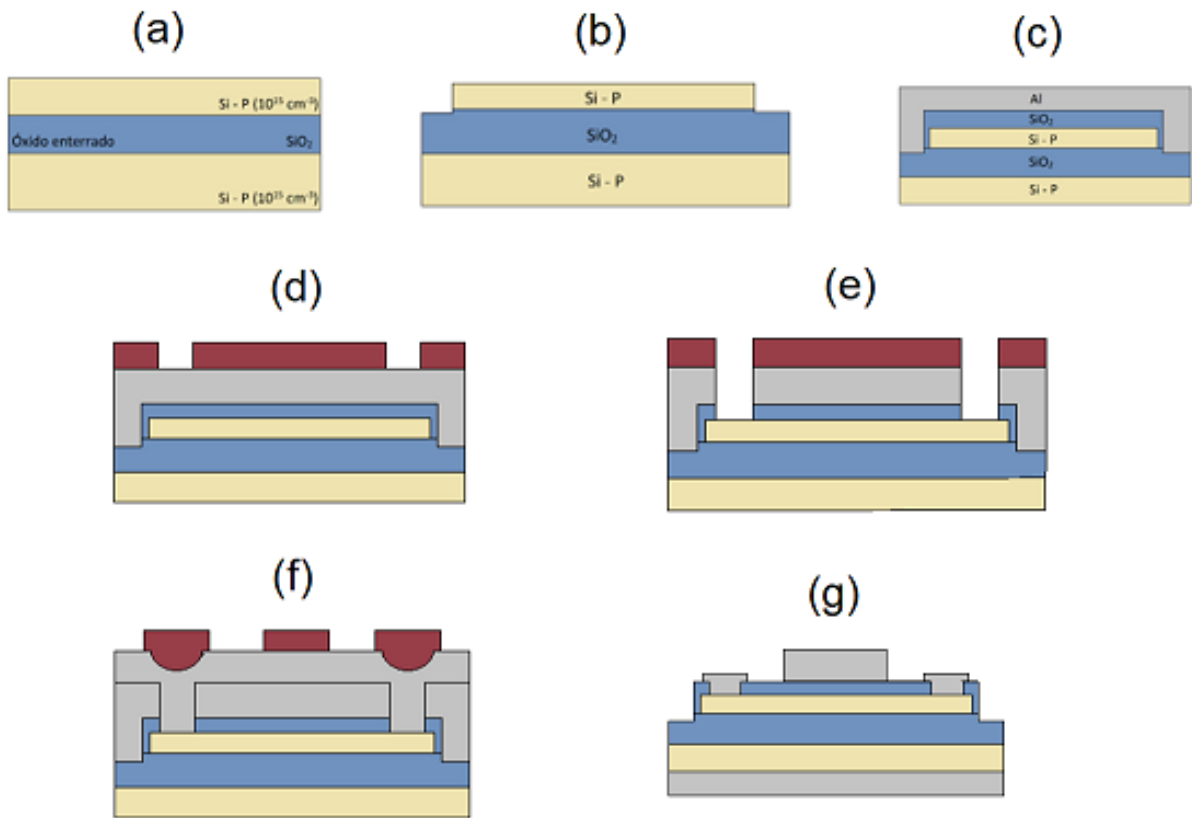 (a)
Si - P (10¹⁵ cm⁻³)
Óxido enterrado SiO₂
Si - P (10¹⁵ cm⁻³)
(b)
Si - P
SiO₂
Si - P
(c)
Al
SiO₂
Si - P
SiO₂
Si - P
(d)
(e)
(f)
(g)